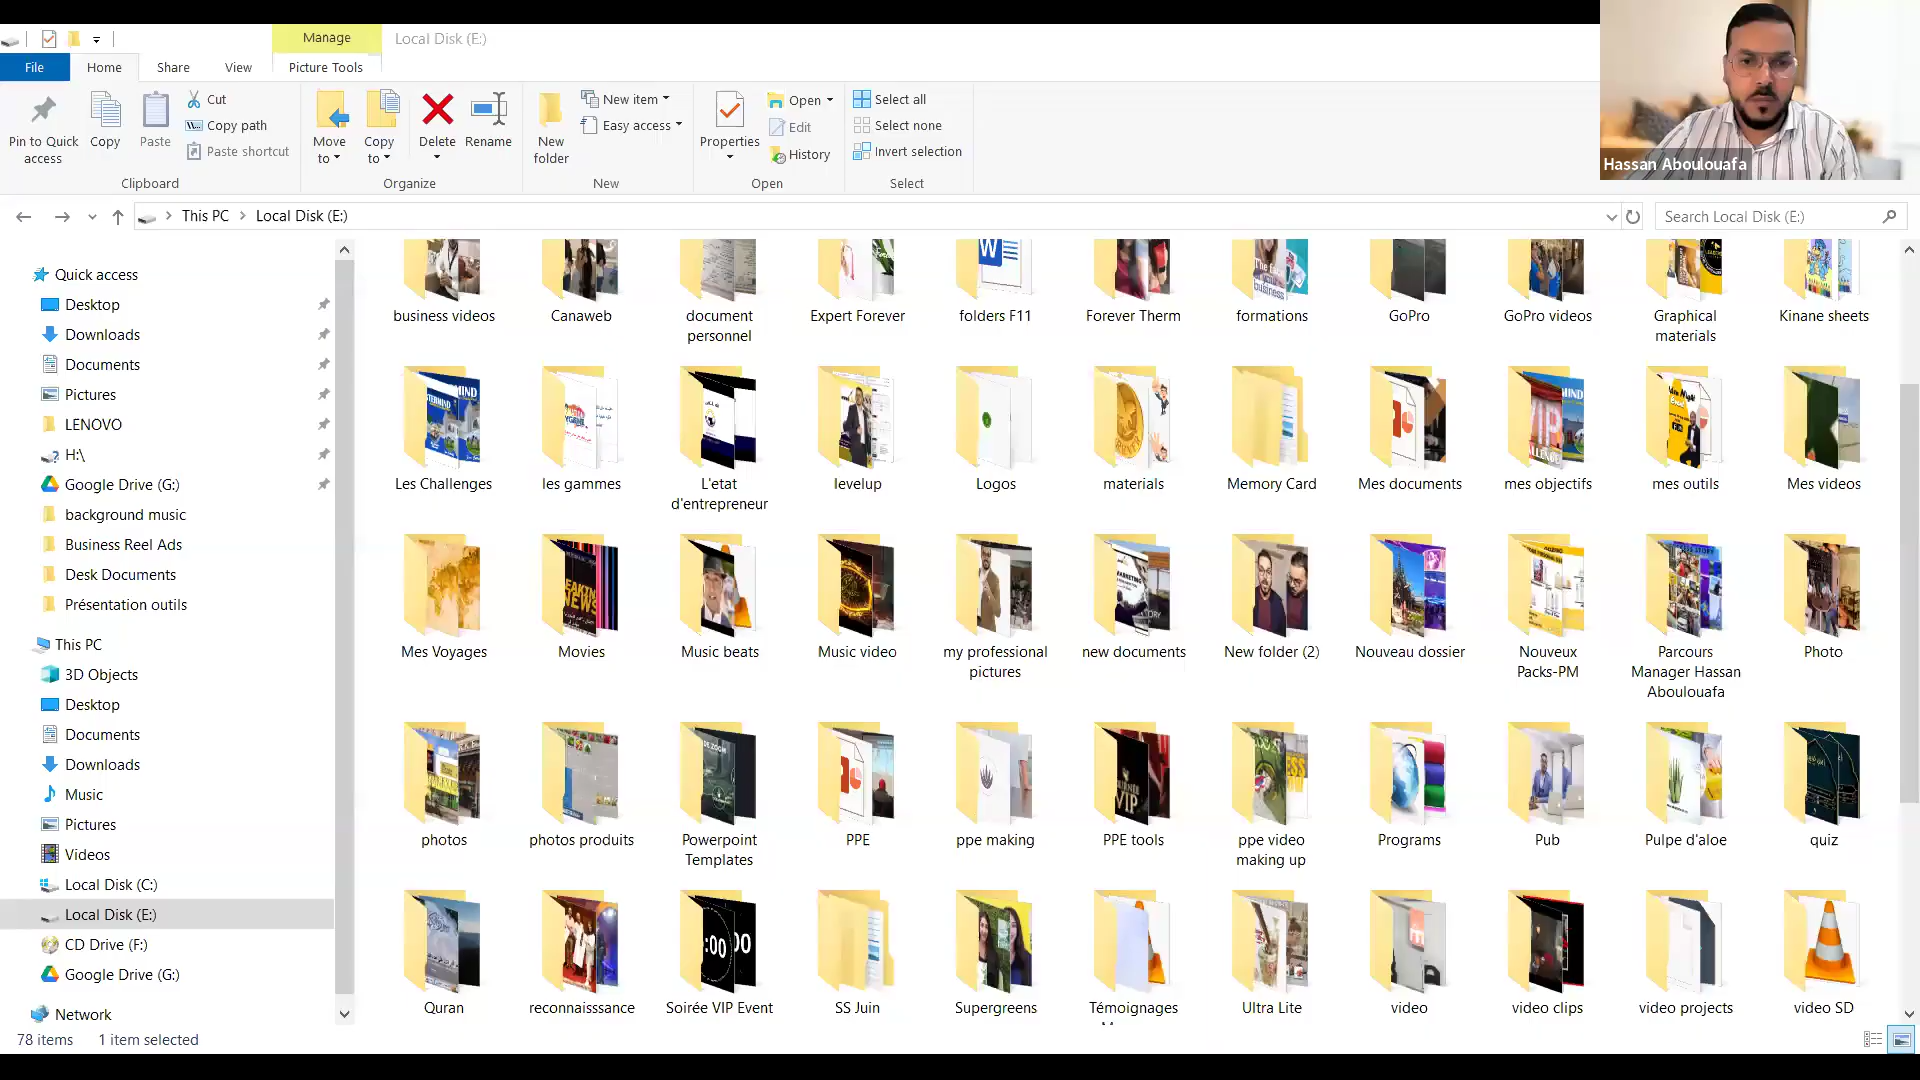 Manage
Local Disk (E:)
File
Home
Share
View
Picture Tools
Pin to Quick
access
Copy
Paste
Cut
Copy path
Paste shortcut
Clipboard
Move
to
Copy
to
Delete
Rename
Organize
New
folder
New item
Easy access
New
Properties
Open
Edit
History
Open
Select all
Select none
Invert selection
Select
Hassan Aboulouafa
This PC
Local Disk (E:)
Search Local Disk (E:)
Quick access
Desktop
Downloads
Documents
Pictures
LENOVO
H:\
Google Drive (G:)
background music
Business Reel Ads
Desk Documents
Présentation outils
This PC
3D Objects
Desktop
Documents
Downloads
Music
Pictures
Videos
Local Disk (C:)
Local Disk (E:)
CD Drive (F:)
Google Drive (G:)
Network
business videos
Canaweb
document
personnel
Expert Forever
folders F11
Forever Therm
formations
GoPro
GoPro videos
Graphical
materials
Kinane sheets
Les Challenges
les gammes
L'etat
d'entrepreneur
levelup
Logos
materials
Memory Card
Mes documents
mes objectifs
mes outils
Mes videos
Mes Voyages
Movies
Music beats
Music video
my professional
pictures
new documents
New folder (2)
Nouveau dossier
Nouveux
Packs-PM
Parcours
Manager Hassan
Aboulouafa
Photo
photos
photos produits
Powerpoint
Templates
PPE
ppe making
PPE tools
ppe video
making up
Programs
Pub
Pulpe d'aloe
quiz
Quran
reconnaisssance
Soirée VIP Event
SS Juin
Supergreens
Témoignages
Ultra Lite
video
video clips
video projects
video SD
78 items
1 item selected